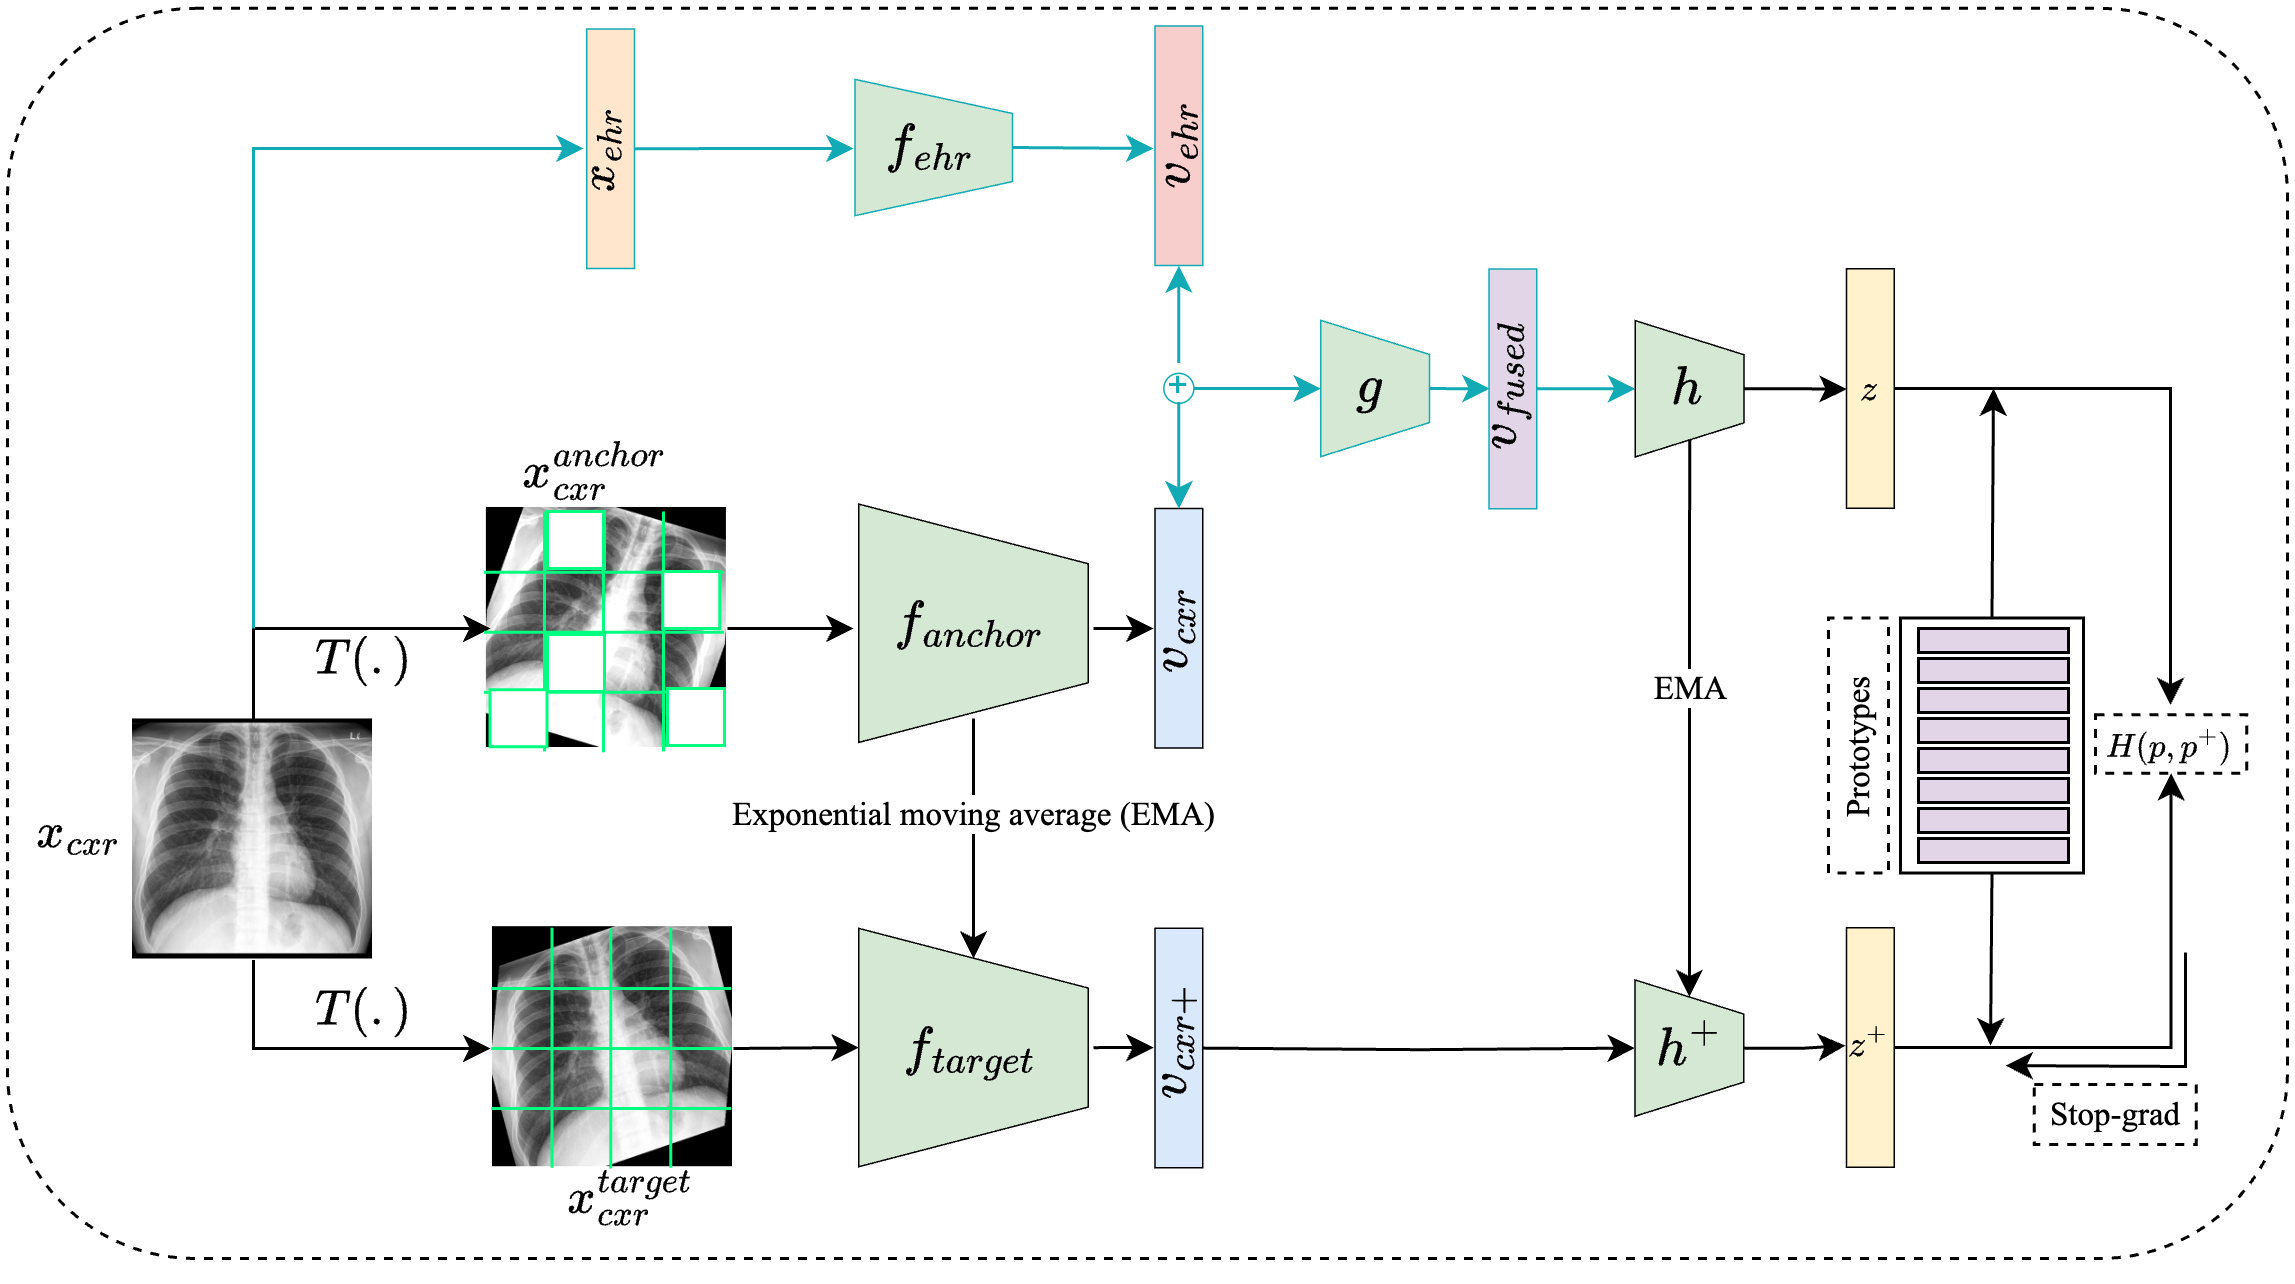 x_{ehr}
f_{ehr}
v_{ehr}
x_{cxr}^{anchor}
T(.)
f_{anchor}
v_{cxr}
+
g
v_{fused}
h
z
EMA
Prototypes
H(p, p^+)
x_{cxr}
Exponential moving average (EMA)
T(.)
x_{cxr}^{target}
f_{target}
v_{cxr+}
h^+
z^+
Stop-grad